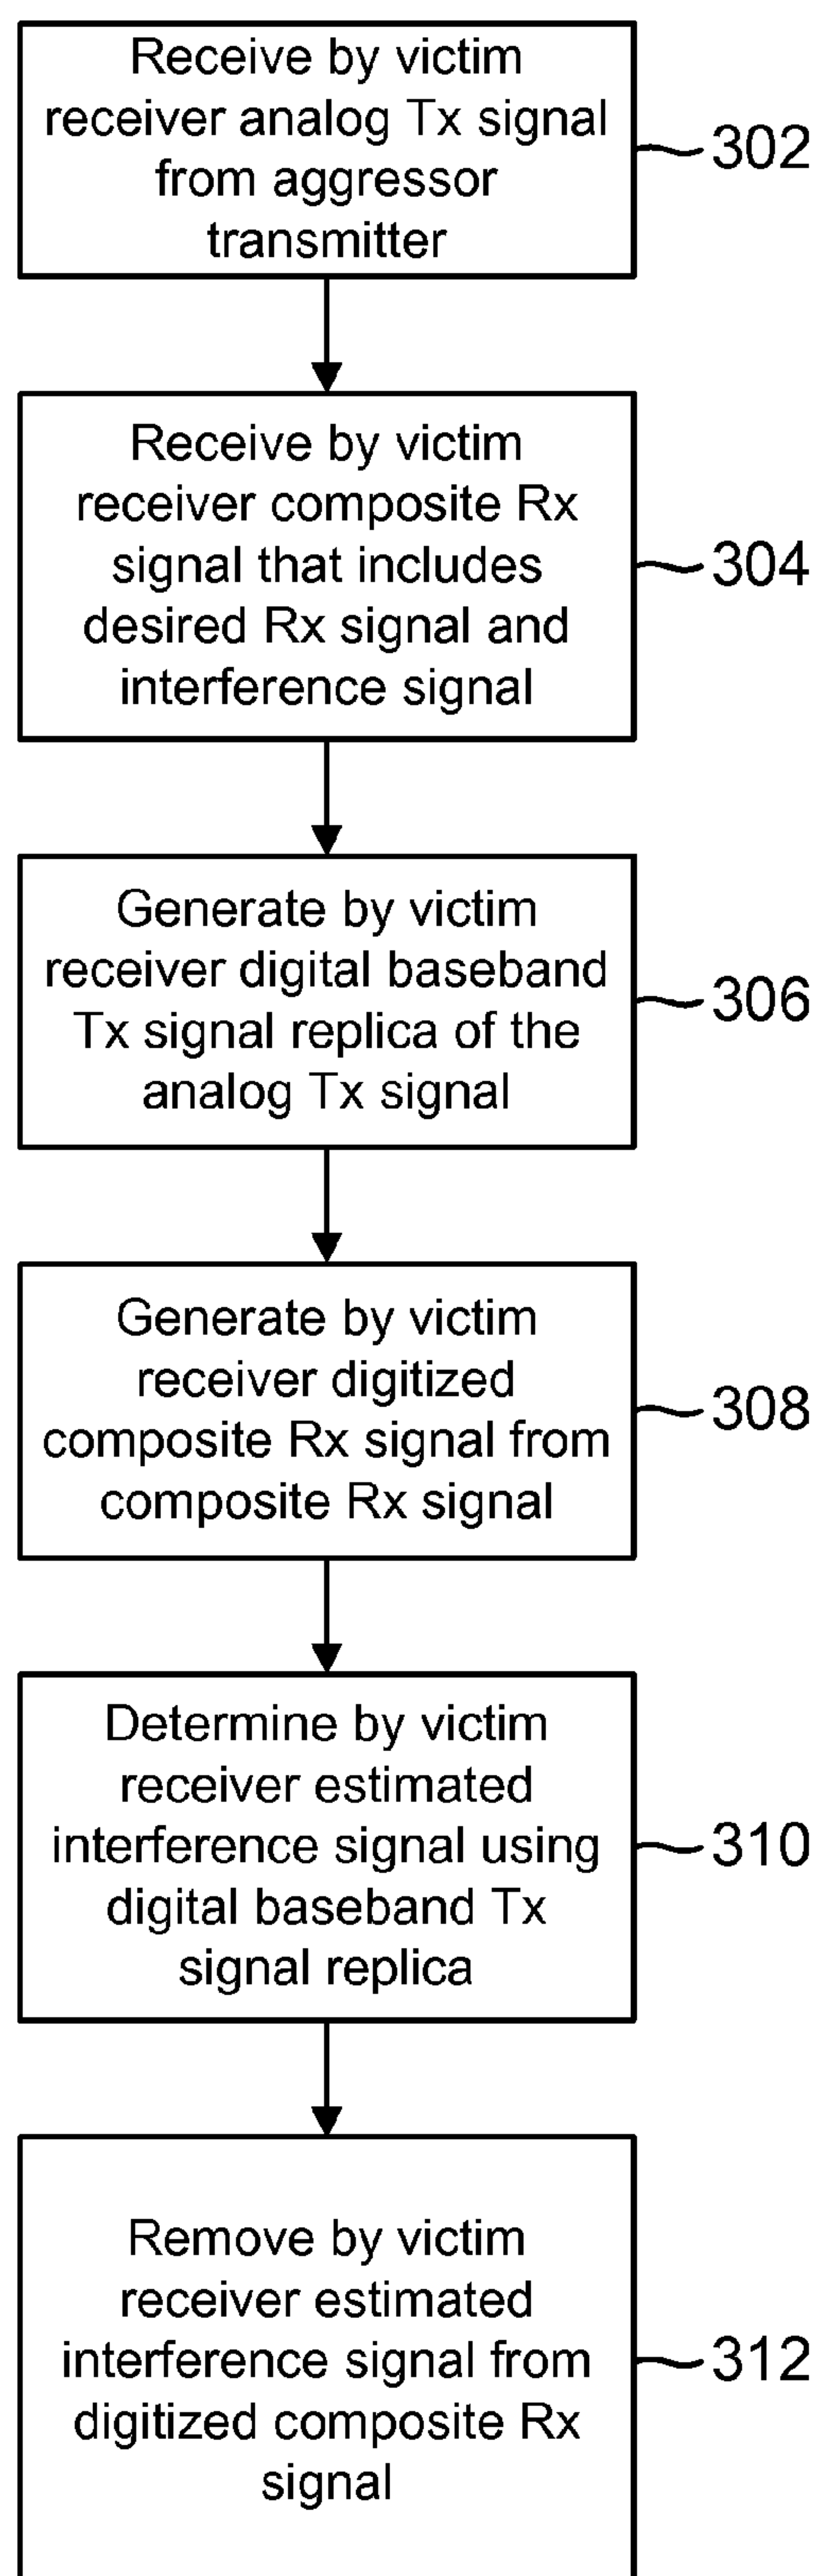 Receive by victim
receiver analog Tx signal
from aggressor
transmitter
302
Receive by victim
receiver composite Rx
signal that includes
desired Rx signal and
interference signal
304
Generate by victim
receiver digital baseband
Tx signal replica of the
analog Tx signal
306
Generate by victim
receiver digitized
composite Rx signal from
composite Rx signal
308
Determine by victim
receiver estimated
interference signal using
digital baseband Tx
signal replica
310
Remove by victim
receiver estimated
interference signal from
digitized composite Rx
signal
312